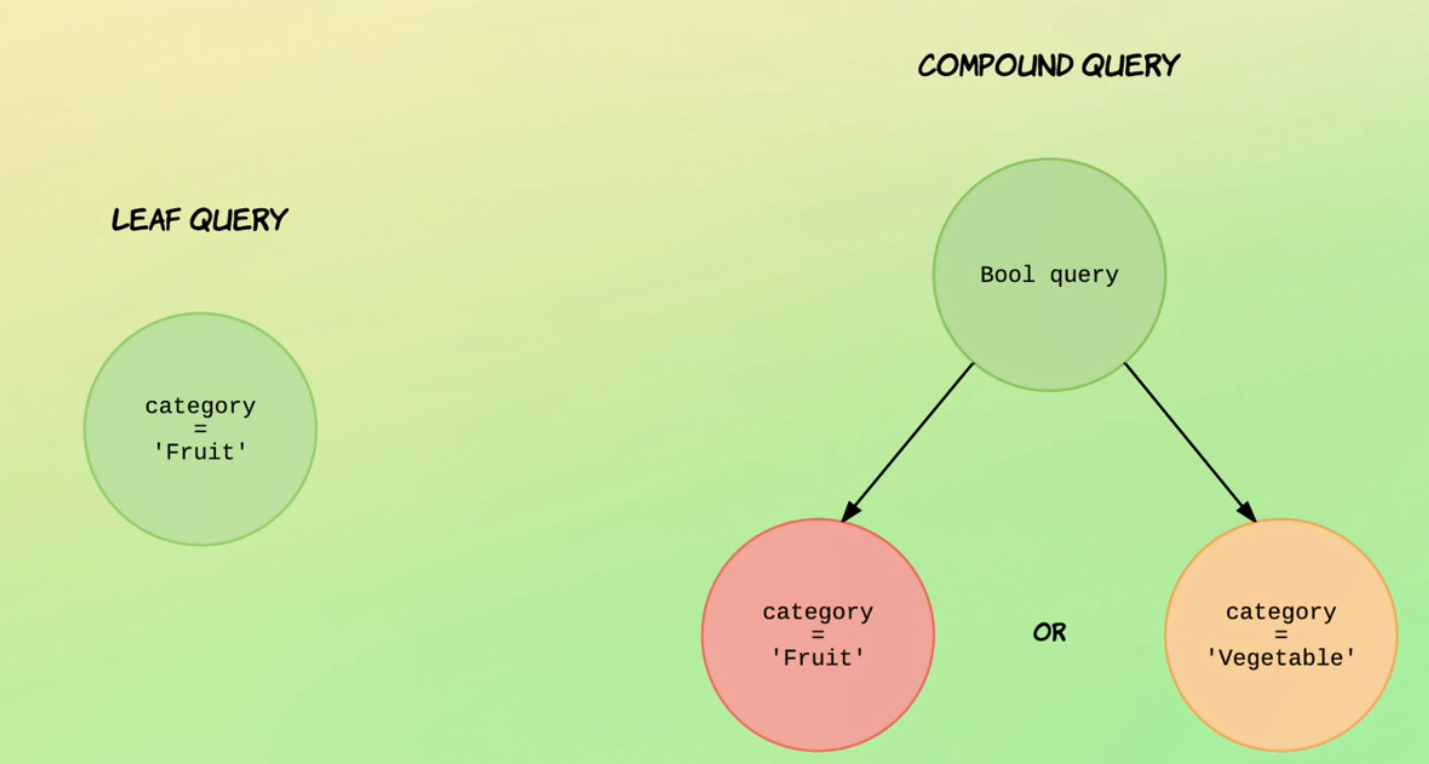 COMPOUND QUERY
LEAF QUERY
Bool query
category
=
'Fruit'
category
=
'Fruit'
OR
category
=
'Vegetable'